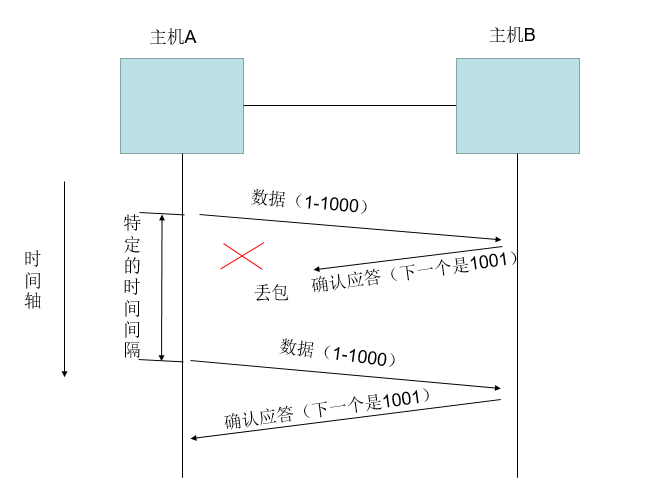 主机A
主机B
数据（1-1000）
特定的时间间隔
时间轴
确认应答（下一个是1001）
丢包
数据（1-1000）
确认应答（下一个是1001）